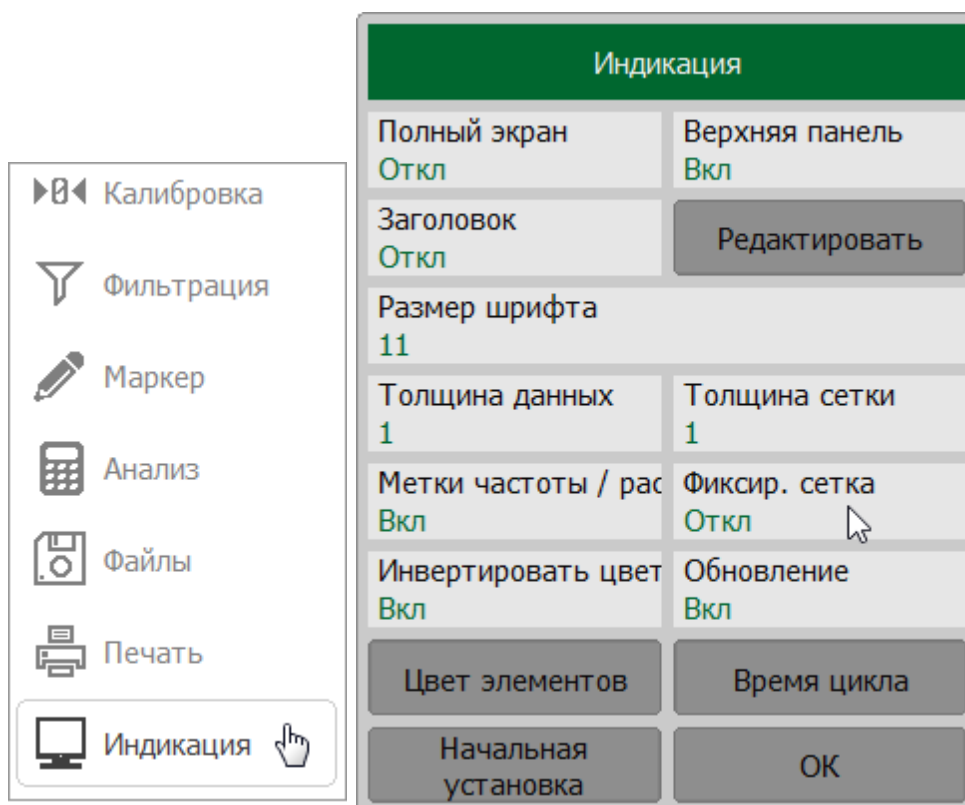 Калибровка
Фильтрация
Маркер
Анализ
Файлы
Печать
Индикация
Индикация
Полный экран
Откл
Верхняя панель
Вкл
Заголовок
Откл
Редактировать
Размер шрифта
11
Толщина данных
1
Толщина сетки
1
Метки частоты / рас
Вкл
Фиксир. сетка
Откл
Инвертировать цвет
Вкл
Обновление
Вкл
Цвет элементов
Время цикла
Начальная
установка
ОК